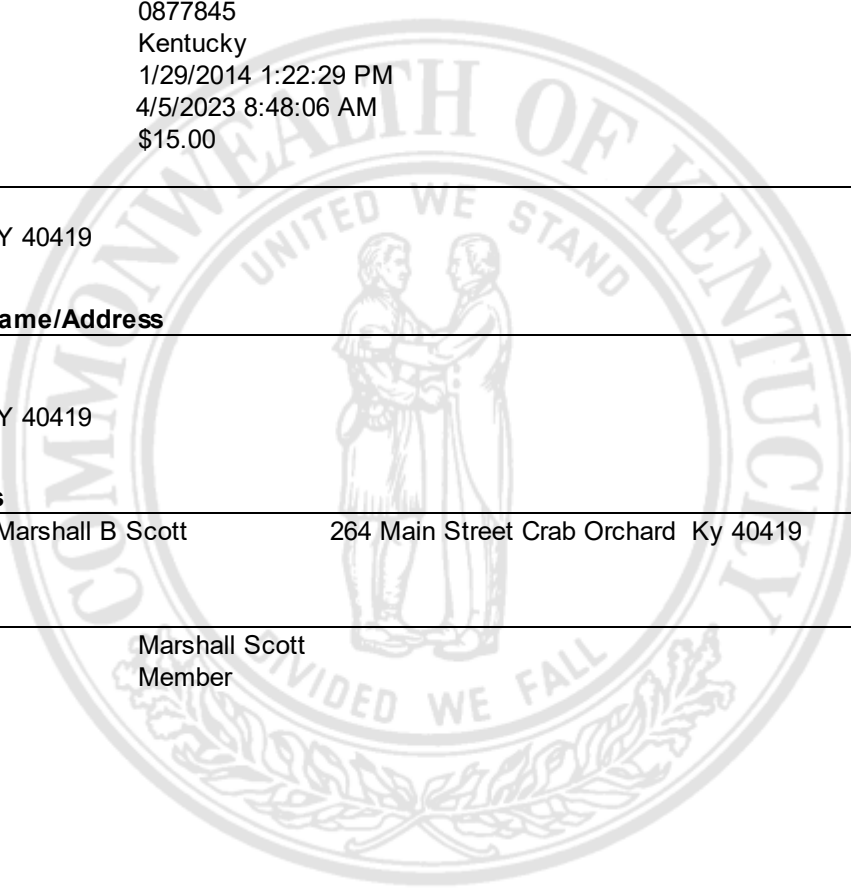 0877845
Kentucky
1/29/2014 1:22:29 PM
4/5/2023 8:48:06 AM
$15.00
Y 40419
ame/Address
Y 40419
s
Marshall B Scott 264 Main Street Crab Orchard Ky 40419
Marshall Scott
Member
COMMONWEALTH OF KENTUCKY
UNITED WE STAND
DIVIDED WE FALL